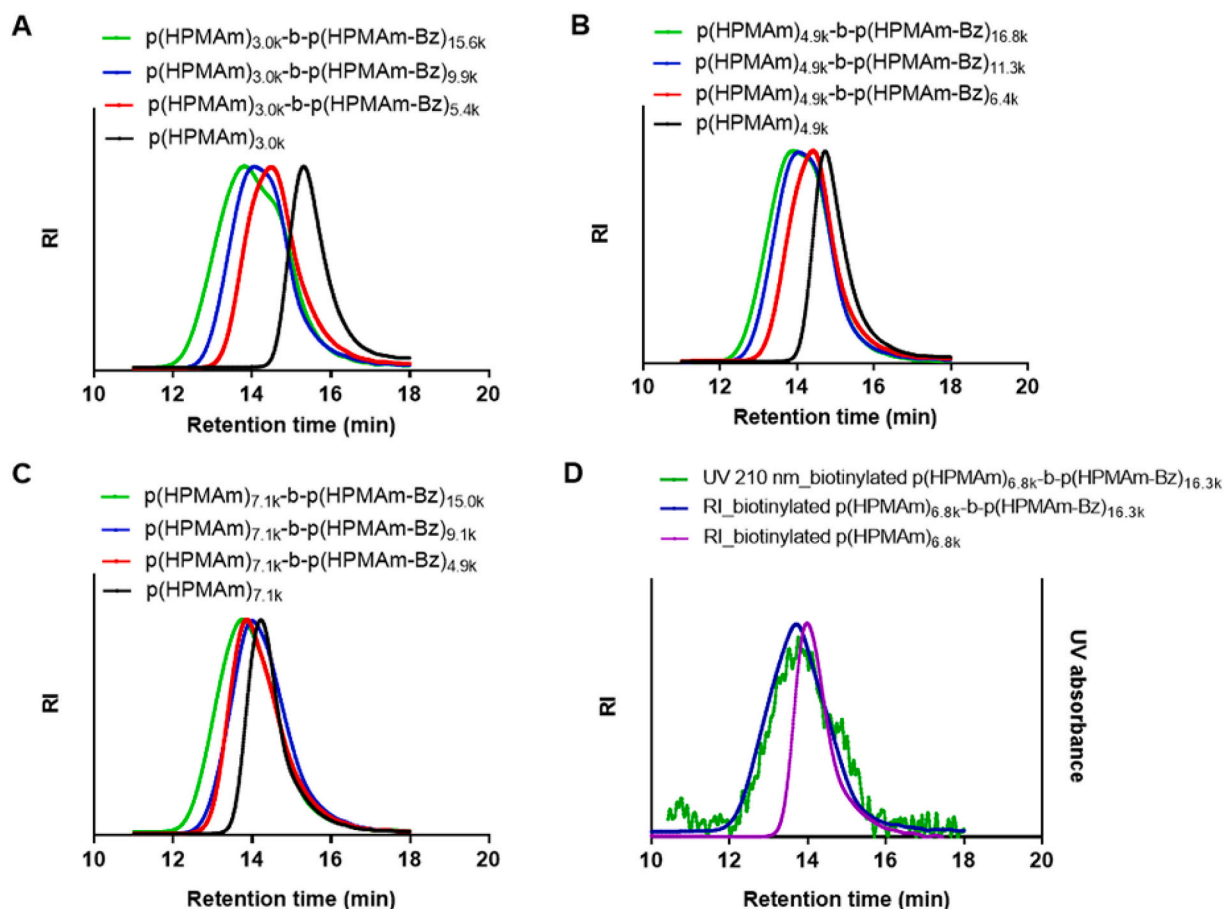 A
p(HPMAm)3.0k-b-p(HPMAm-Bz)15.6k
p(HPMAm)3.0k-b-p(HPMAm-Bz)9.9k
p(HPMAm)3.0k-b-p(HPMAm-Bz)5.4k
p(HPMAm)3.0k
RI
10 12 14 16 18 20
Retention time (min)
B
p(HPMAm)4.9k-b-p(HPMAm-Bz)16.8k
p(HPMAm)4.9k-b-p(HPMAm-Bz)11.3k
p(HPMAm)4.9k-b-p(HPMAm-Bz)6.4k
p(HPMAm)4.9k
RI
10 12 14 16 18 20
Retention time (min)
C
p(HPMAm)7.1k-b-p(HPMAm-Bz)15.0k
p(HPMAm)7.1k-b-p(HPMAm-Bz)9.1k
p(HPMAm)7.1k-b-p(HPMAm-Bz)4.9k
p(HPMAm)7.1k
RI
10 12 14 16 18 20
Retention time (min)
D
UV 210 nm_biotinylated p(HPMAm)6.8k-b-p(HPMAm-Bz)16.3k
RI_biotinylated p(HPMAm)6.8k-b-p(HPMAm-Bz)16.3k
RI_biotinylated p(HPMAm)6.8k
RI
UV absorbance
10 12 14 16 18 20
Retention time (min)